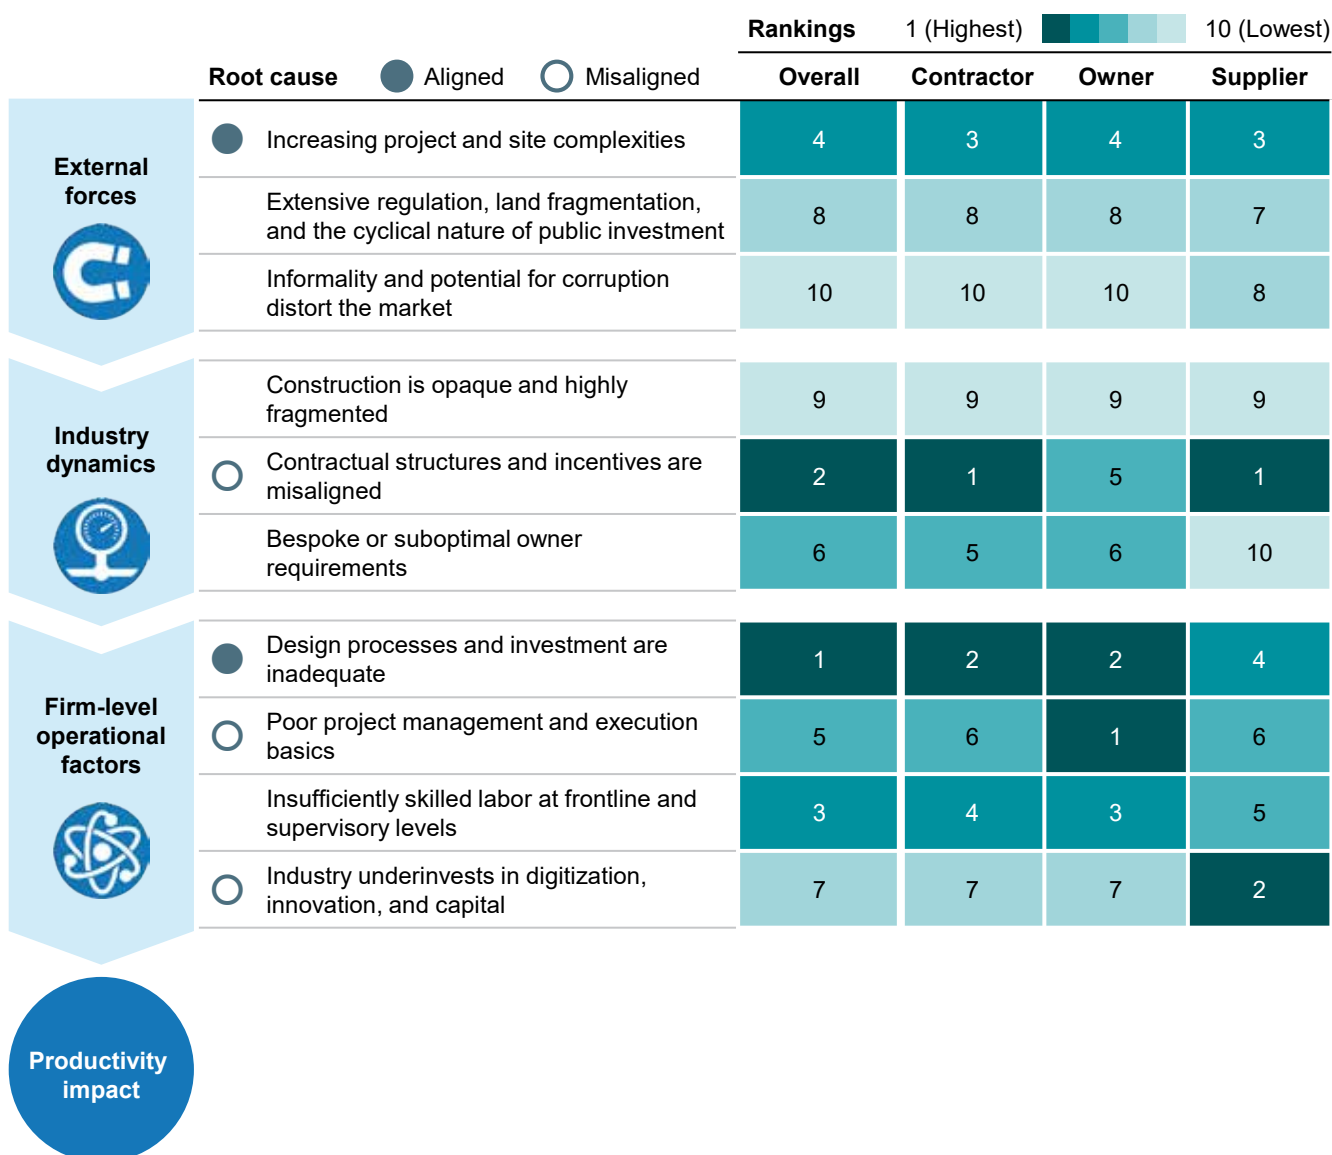 Rankings 1 (Highest) 10 (Lowest)
Root cause Aligned Misaligned Overall Contractor Owner Supplier
External
forces
Increasing project and site complexities 4 3 4 3
Extensive regulation, land fragmentation,
and the cyclical nature of public investment 8 8 8 7
Informality and potential for corruption
distort the market 10 10 10 8
Industry
dynamics
Construction is opaque and highly
fragmented 9 9 9 9
Contractual structures and incentives are
misaligned 2 1 5 1
Bespoke or suboptimal owner
requirements 6 5 6 10
Firm-level
operational
factors
Design processes and investment are
inadequate 1 2 2 4
Poor project management and execution
basics 5 6 1 6
Insufficiently skilled labor at frontline and
supervisory levels 3 4 3 5
Industry underinvests in digitization,
innovation, and capital 7 7 7 2
Productivity
impact